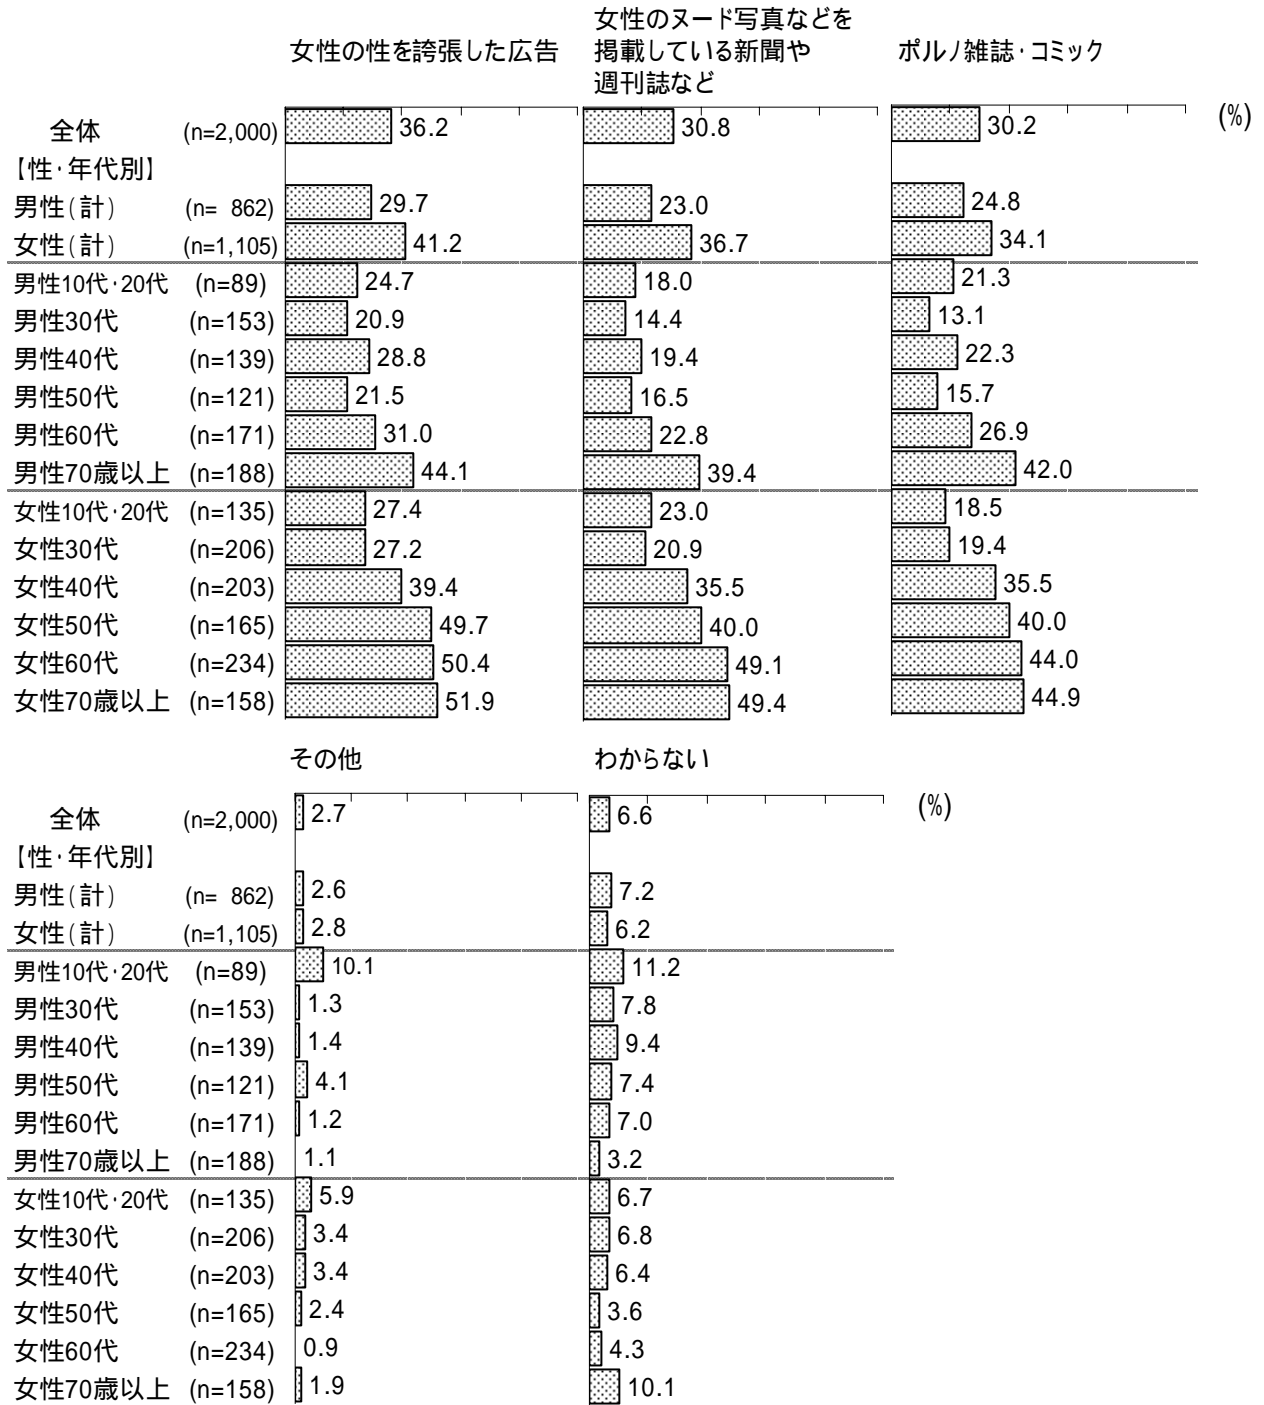 女性の性を誇張した広告
女性のヌード写真などを
掲載している新聞や
週刊誌など
ポルノ雑誌・コミック
(%)
全体 (n=2,000) 36.2 30.8 30.2
【性・年代別】
男性(計) (n= 862) 29.7 23.0 24.8
女性(計) (n=1,105) 41.2 36.7 34.1
男性10代・20代 (n=89) 24.7 18.0 21.3
男性30代 (n=153) 20.9 14.4 13.1
男性40代 (n=139) 28.8 19.4 22.3
男性50代 (n=121) 21.5 16.5 15.7
男性60代 (n=171) 31.0 22.8 26.9
男性70歳以上 (n=188) 44.1 39.4 42.0
女性10代・20代 (n=135) 27.4 23.0 18.5
女性30代 (n=206) 27.2 20.9 19.4
女性40代 (n=203) 39.4 35.5 35.5
女性50代 (n=165) 49.7 40.0 40.0
女性60代 (n=234) 50.4 49.1 44.0
女性70歳以上 (n=158) 51.9 49.4 44.9
その他 わからない
(%)
全体 (n=2,000) 2.7 6.6
【性・年代別】
男性(計) (n= 862) 2.6 7.2
女性(計) (n=1,105) 2.8 6.2
男性10代・20代 (n=89) 10.1 11.2
男性30代 (n=153) 1.3 7.8
男性40代 (n=139) 1.4 9.4
男性50代 (n=121) 4.1 7.4
男性60代 (n=171) 1.2 7.0
男性70歳以上 (n=188) 1.1 3.2
女性10代・20代 (n=135) 5.9 6.7
女性30代 (n=206) 3.4 6.8
女性40代 (n=203) 3.4 6.4
女性50代 (n=165) 2.4 3.6
女性60代 (n=234) 0.9 4.3
女性70歳以上 (n=158) 1.9 10.1